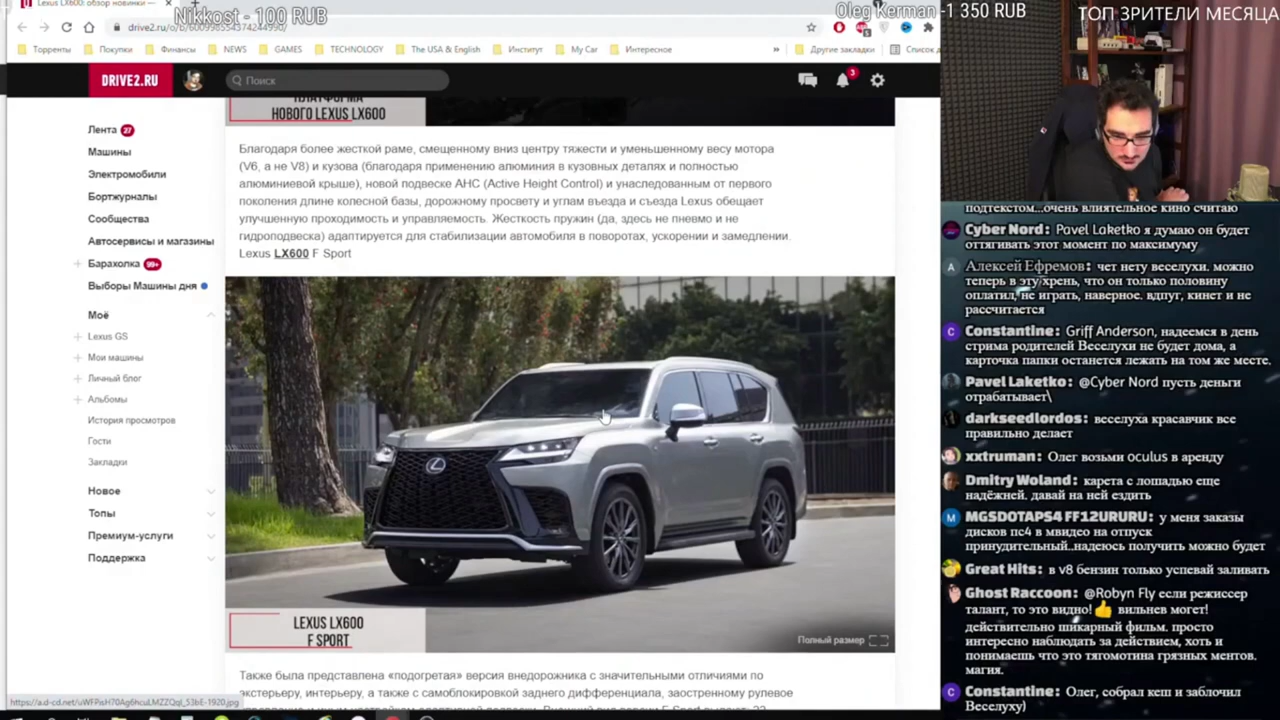 Lexus LX600: обзор новинки —
Nikkost - 100 RUB
Oleg Kerman -1 350 RUB
ТОП ЗРИТЕЛИ МЕСЯЦА
Торренты
Покупки
Финансы
NEWS
GAMES
TECHNOLOGY
The USA & English
Институт
My Car
Интересное
»
Другие закладки
DRIVE2.RU
Поиск
3
ПЛАТФОРМА
НОВОГО LEXUS LX600
Лента 27
Машины
Электромобили
Бортжурналы
Сообщества
Автосервисы и магазины
Барахолка 99+
Выборы Машины дня
Моё
Lexus GS
Мои машины
Личный блог
Альбомы
История просмотров
Гости
Закладки
Новое
Топы
Премиум-услуги
Поддержка
Благодаря более жесткой раме, смещенному вниз центру тяжести и уменьшенному весу мотора
(V6, а не V8) и кузова (благодаря применению алюминия в кузовных деталях и полностью
алюминиевой крыше), новой подвеске AHC (Active Height Control) и унаследованным от первого
поколения длине колесной базы, дорожному просвету и углам въезда и съезда Lexus обещает
улучшенную проходимость и управляемость. Жесткость пружин (да, здесь не пневмо и не
гидроподвеска) адаптируется для стабилизации автомобиля в поворотах, ускорении и замедлении.
Lexus LX600 F Sport
LEXUS LX600
F SPORT
Полный размер
Также была представлена «подогретая» версия внедорожника с значительными отличиями по
экстерьеру, интерьеру, а также с самоблокировкой заднего дифференциала, заостренному рулевое
подтекстом...очень влиятельное кино считаю
Cyber Nord: Pavel Laketko я думаю он будет
оттягивать этот момент по максимуму
Алексей Ефремов: чет нету веселухи. можно
теперь в эту хрень, что он только половину
оплатил, не играть, наверное. вдпуг, кинет и не
рассчитается
Constantine: Griff Anderson, надеемся в день
стрима родителей Веселухи не будет дома, а
карточка папки останется лежать на том же месте.
Pavel Laketko: @Cyber Nord пусть деньги
отрабатывает\
darkseedlordos: веселуха красавчик все
правильно делает
xxtruman: Олег возьми oculus в аренду
Dmitry Woland: карета с лошадью еще
надёжней. давай на ней ездить
MGSDOTAPS4 FF12URURU: у меня заказы
дисков пс4 в мвидео на отпуск
принудительный..надеюсь получить можно будет
Great Hits: в v8 бензин только успевай заливать
Ghost Raccoon: @Robyn Fly если режиссер
талант, то это видно!👍 вильнев могет!
действительно шикарный фильм. просто
интересно наблюдать за действием, хоть и
понимаешь что это тягомотина грязных ментов.
магия.
Constantine: Олег, собрал кеш и заблочил
Веселуху)